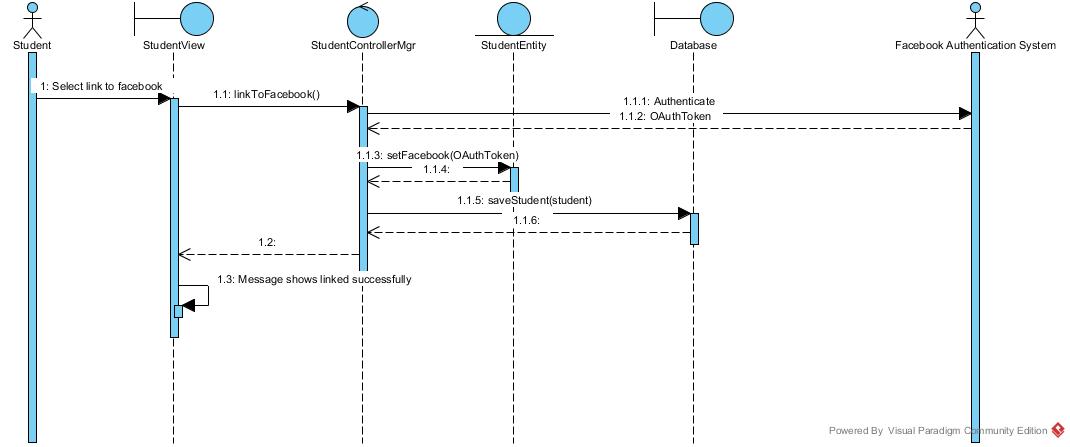 Student
StudentView
StudentControllerMgr
StudentEntity
Database
Facebook Authentication System
1: Select link to facebook
1.1: linkToFacebook()
1.1.1: Authenticate
1.1.2: OAuthToken
1.1.3: setFacebook(OAuthToken)
1.1.4:
1.1.5: saveStudent(student)
1.1.6:
1.2:
1.3: Message shows linked successfully
Powered By Visual Paradigm Community Edition